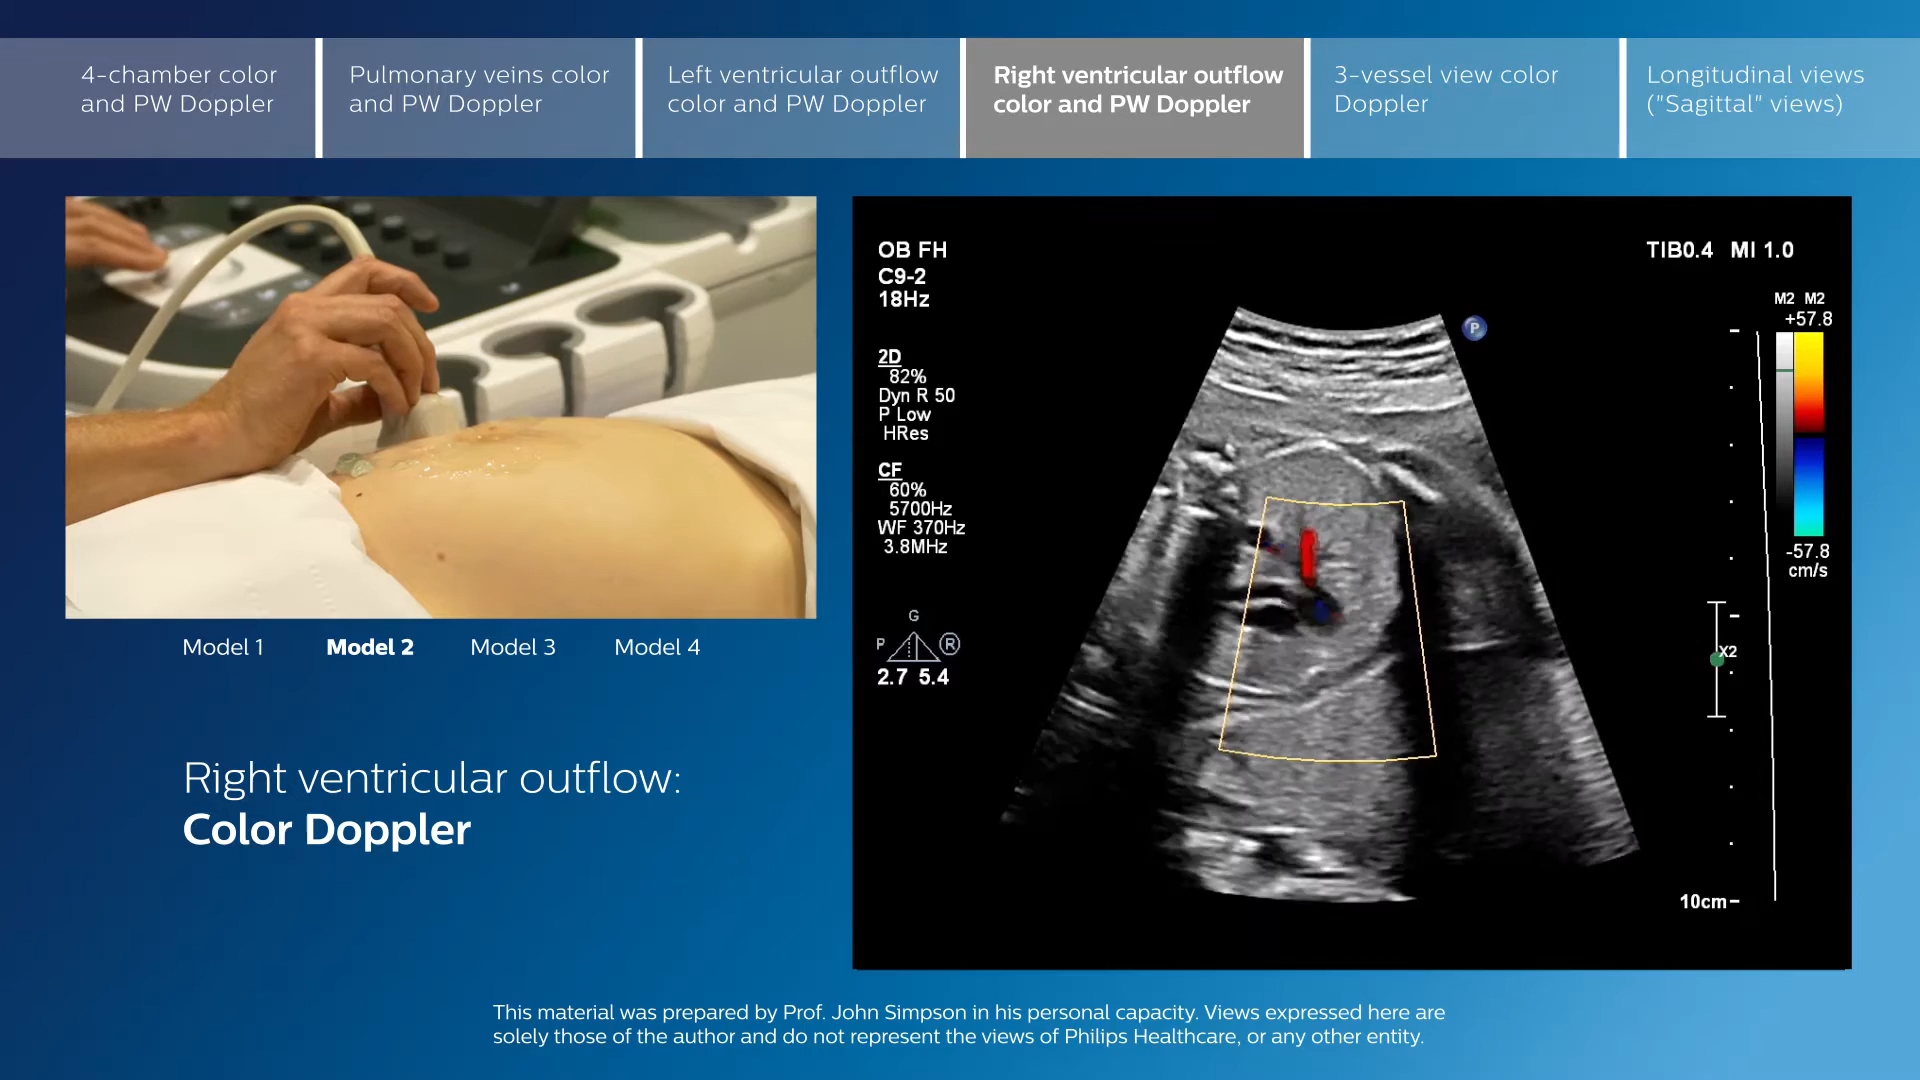 4-chamber color
and PW Doppler
Pulmonary veins color
and PW Doppler
Left ventricular outflow
color and PW Doppler
Right ventricular outflow
color and PW Doppler
3-vessel view color
Doppler
Longitudinal views
("Sagittal" views)
OB FH
C9-2
18Hz
2D
82%
Dyn R 50
P Low
HRes
CF
60%
5700Hz
WF 370Hz
3.8MHz
G
P R
2.7 5.4
P
TIB0.4 MI 1.0
M2 M2
+57.8
-57.8
cm/s
X2
10cm
Model 1 Model 2 Model 3 Model 4
Right ventricular outflow:
Color Doppler
This material was prepared by Prof. John Simpson in his personal capacity. Views expressed here are
solely those of the author and do not represent the views of Philips Healthcare, or any other entity.